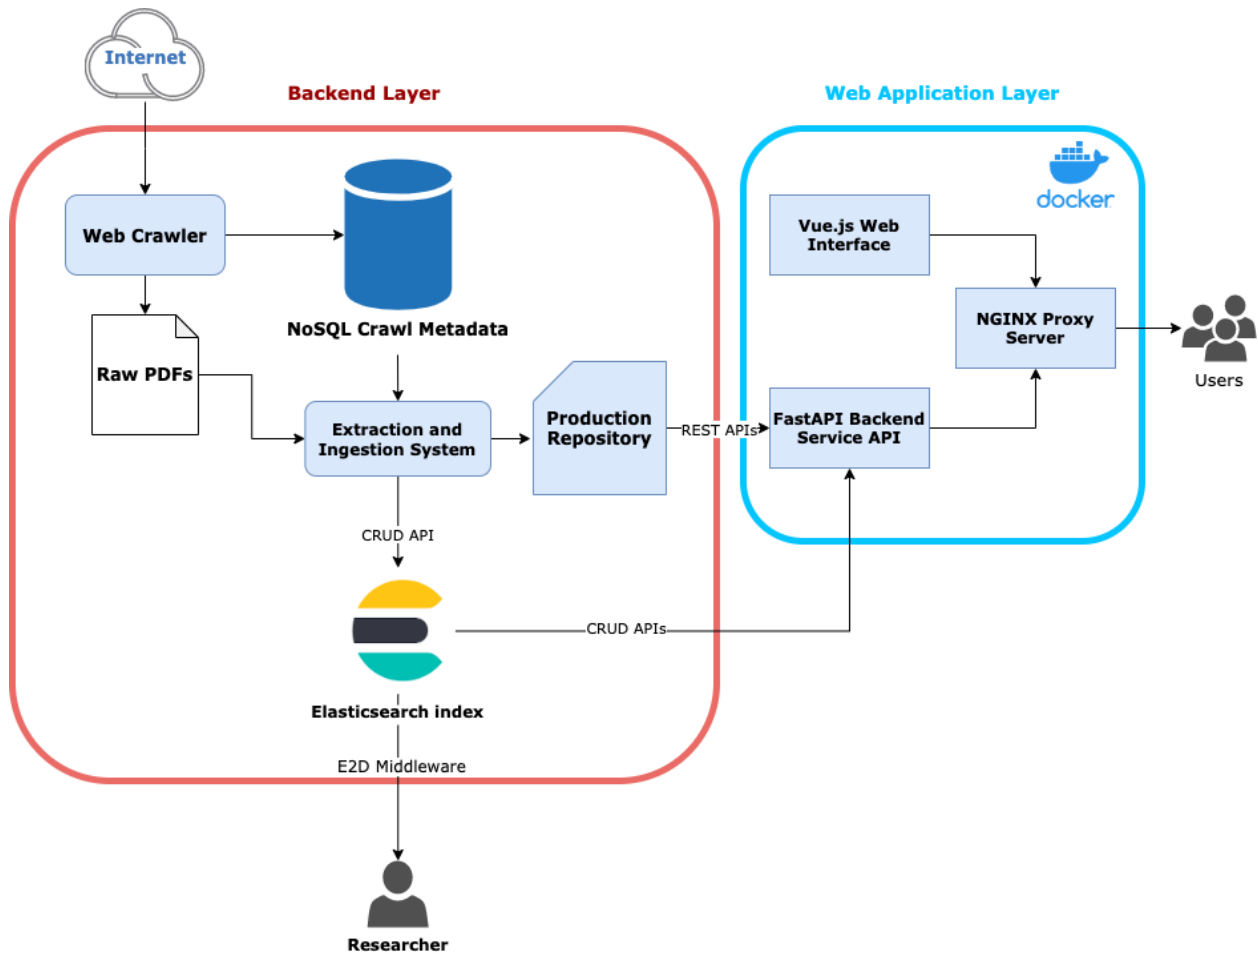 Internet
Backend Layer
Web Application Layer
docker
Web Crawler
Vue.js Web
Interface
NoSQL Crawl Metadata
NGINX Proxy
Server
Raw PDFs
Users
Extraction and
Ingestion System
Production
Repository
REST APIs
FastAPI Backend
Service API
CRUD API
CRUD APIs
Elasticsearch index
E2D Middleware
Researcher